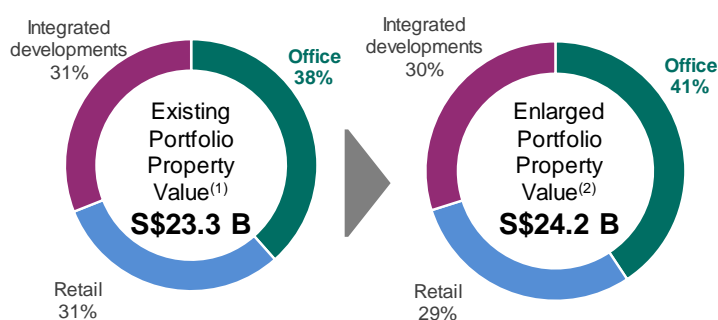 Integrated
developments
31%
Office
38%
Existing
Portfolio
Property
Value(1)
S$23.3 B
Retail
31%
Integrated
developments
30%
Office
41%
Enlarged
Portfolio
Property
Value(2)
S$24.2 B
Retail
29%